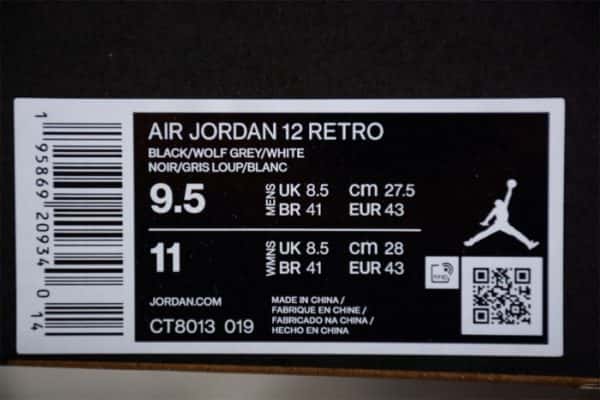 1 95869 20934 0 14
AIR JORDAN 12 RETRO
BLACK/WOLF GREY/WHITE
NOIR/GRIS LOUP/BLANC
9.5 MENS UK 8.5 cm 27.5
BR 41 EUR 43
11 WMNS UK 8.5 cm 28
BR 41 EUR 43
JORDAN.COM
CT8013 019
MADE IN CHINA /
FABRIQUE EN CHINE /
FABRICADO NA CHINA /
HECHO EN CHINA
RFID